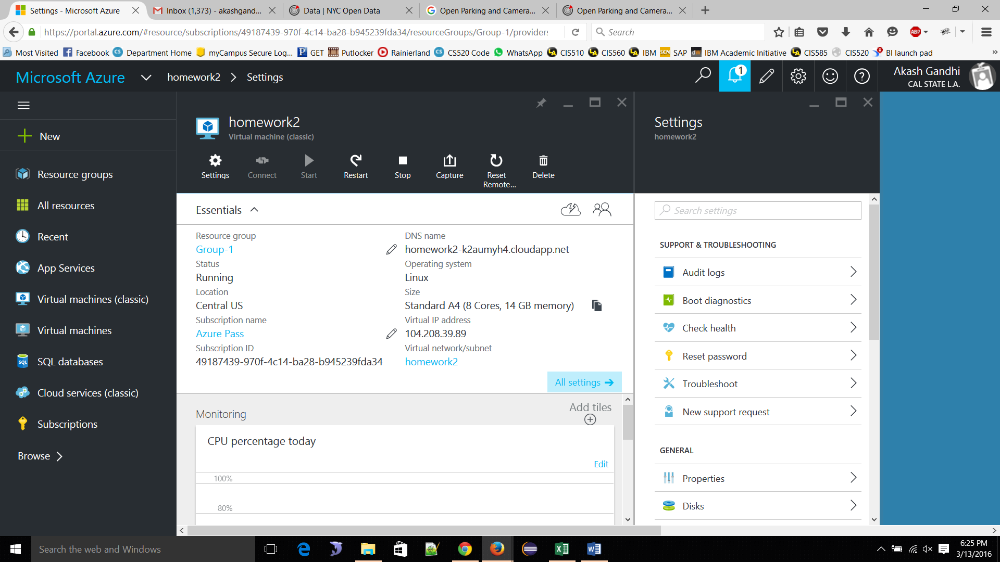 Settings - Microsoft Azure
Inbox (1,373) - akashgand...
Data | NYC Open Data
Open Parking and Camera...
Open Parking and Camera...
https://portal.azure.com/#resource/subscriptions/49187439-970f-4c14-ba28-b945239fda34/resourceGroups/Group-1/providers
Search
ABP
Most Visited
Facebook
Department Home
myCampus Secure Log...
GET
Putlocker
Rainierland
CS520 Code
WhatsApp
CIS510
CIS560
IBM
SAP
IBM Academic Initiative
CIS585
CIS520
BI launch pad
Microsoft Azure
homework2 > Settings
1
Akash Gandhi
CAL STATE L.A.
New
Resource groups
All resources
Recent
App Services
Virtual machines (classic)
Virtual machines
SQL databases
Cloud services (classic)
Subscriptions
Browse >
homework2
Virtual machine (classic)
Settings
Connect
Start
Restart
Stop
Capture
Reset
Remote...
Delete
Essentials
Resource group
Group-1
Status
Running
Location
Central US
Subscription name
Azure Pass
Subscription ID
49187439-970f-4c14-ba28-b945239fda34
DNS name
homework2-k2aumyh4.cloudapp.net
Operating system
Linux
Size
Standard A4 (8 Cores, 14 GB memory)
Virtual IP address
104.208.39.89
Virtual network/subnet
homework2
All settings →
Monitoring
Add tiles
CPU percentage today
Edit
100%
80%
Settings
homework2
Search settings
SUPPORT & TROUBLESHOOTING
Audit logs
Boot diagnostics
Check health
Reset password
Troubleshoot
New support request
GENERAL
Properties
Disks
Search the web and Windows
6:25 PM
3/13/2016